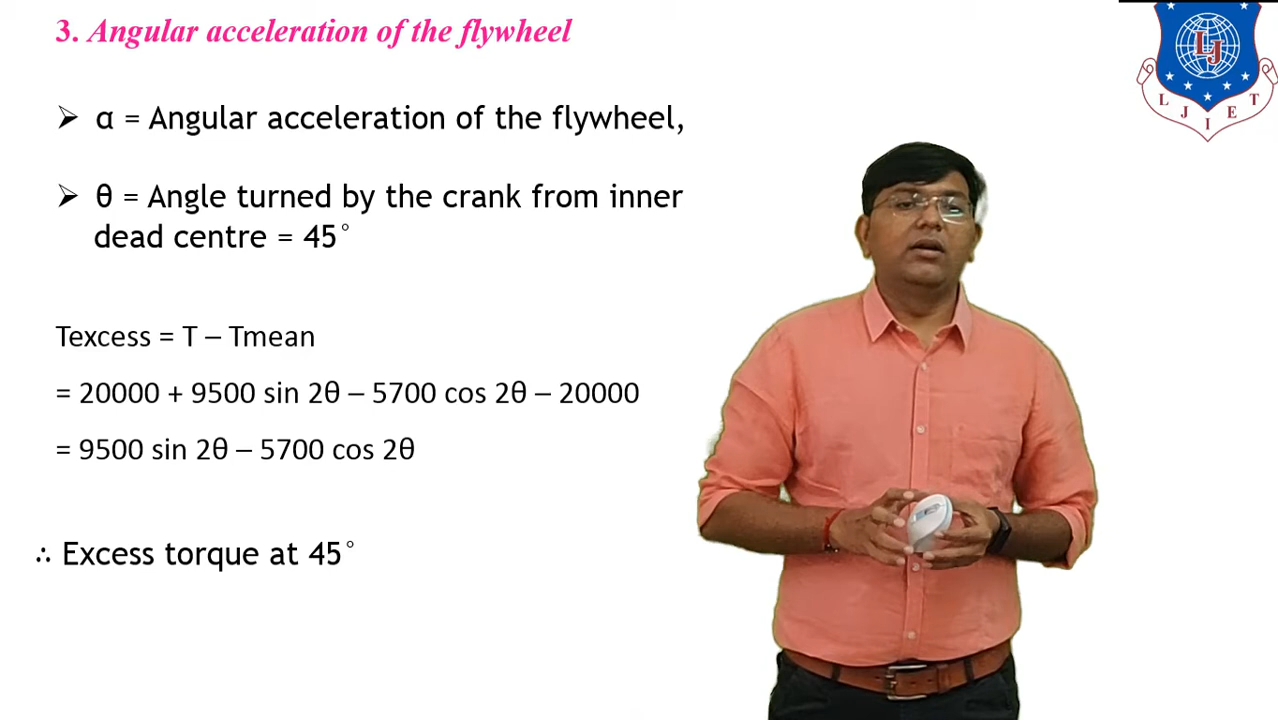 3. Angular acceleration of the flywheel
➢ α = Angular acceleration of the flywheel,
➢ θ = Angle turned by the crank from inner
dead centre = 45°
Texcess = T – Tmean
= 20000 + 9500 sin 2θ – 5700 cos 2θ – 20000
= 9500 sin 2θ – 5700 cos 2θ
∴ Excess torque at 45°
LJ
L J I E T